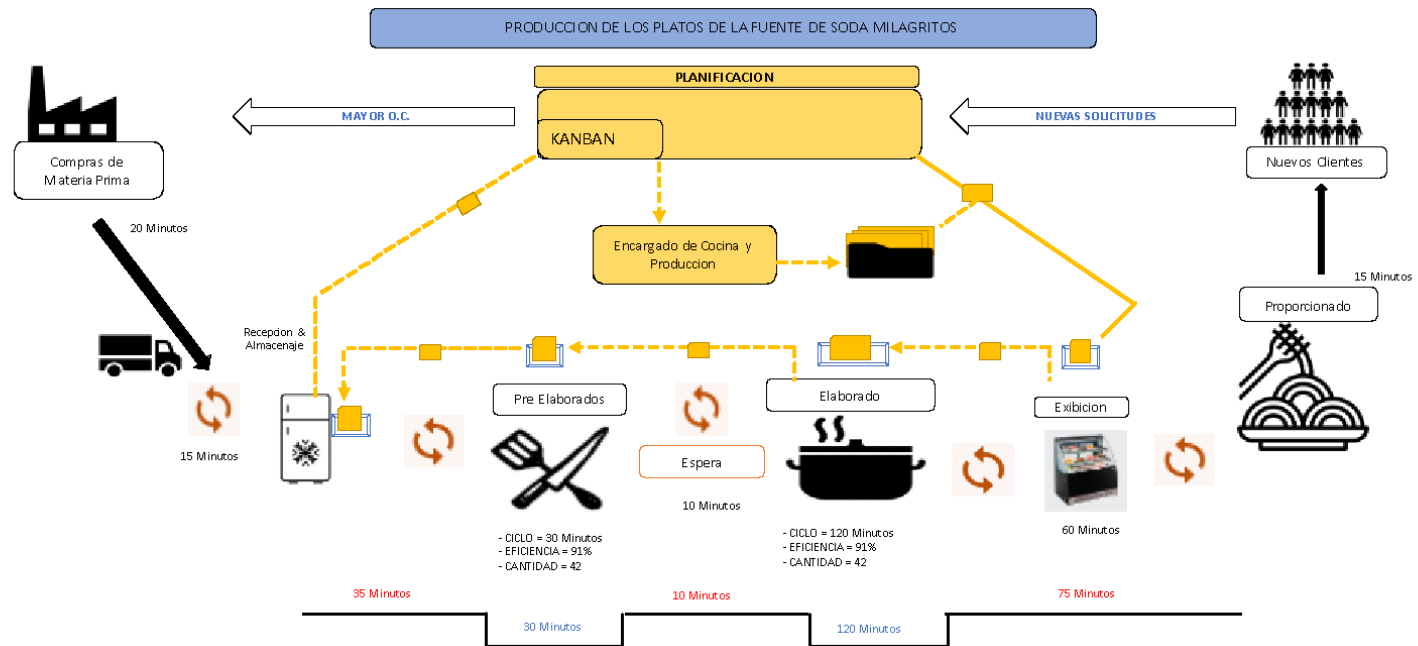 PRODUCCION DE LOS PLATOS DE LA FUENTE DE SODA MILAGRITOS
PLANIFICACION
MAYOR O.C.
NUEVAS SOLICITUDES
KANBAN
Compras de
Materia Prima
Nuevos Clientes
20 Minutos
Encargado de Cocina y
Produccion
15 Minutos
Proporcionado
Recepcion &
Almacenaje
Pre Elaborados
Elaborado
Exibicion
15 Minutos
Espera
10 Minutos
60 Minutos
- CICLO = 30 Minutos
- EFICIENCIA = 91%
- CANTIDAD = 42
- CICLO = 120 Minutos
- EFICIENCIA = 91%
- CANTIDAD = 42
35 Minutos
10 Minutos
75 Minutos
30 Minutos
120 Minutos